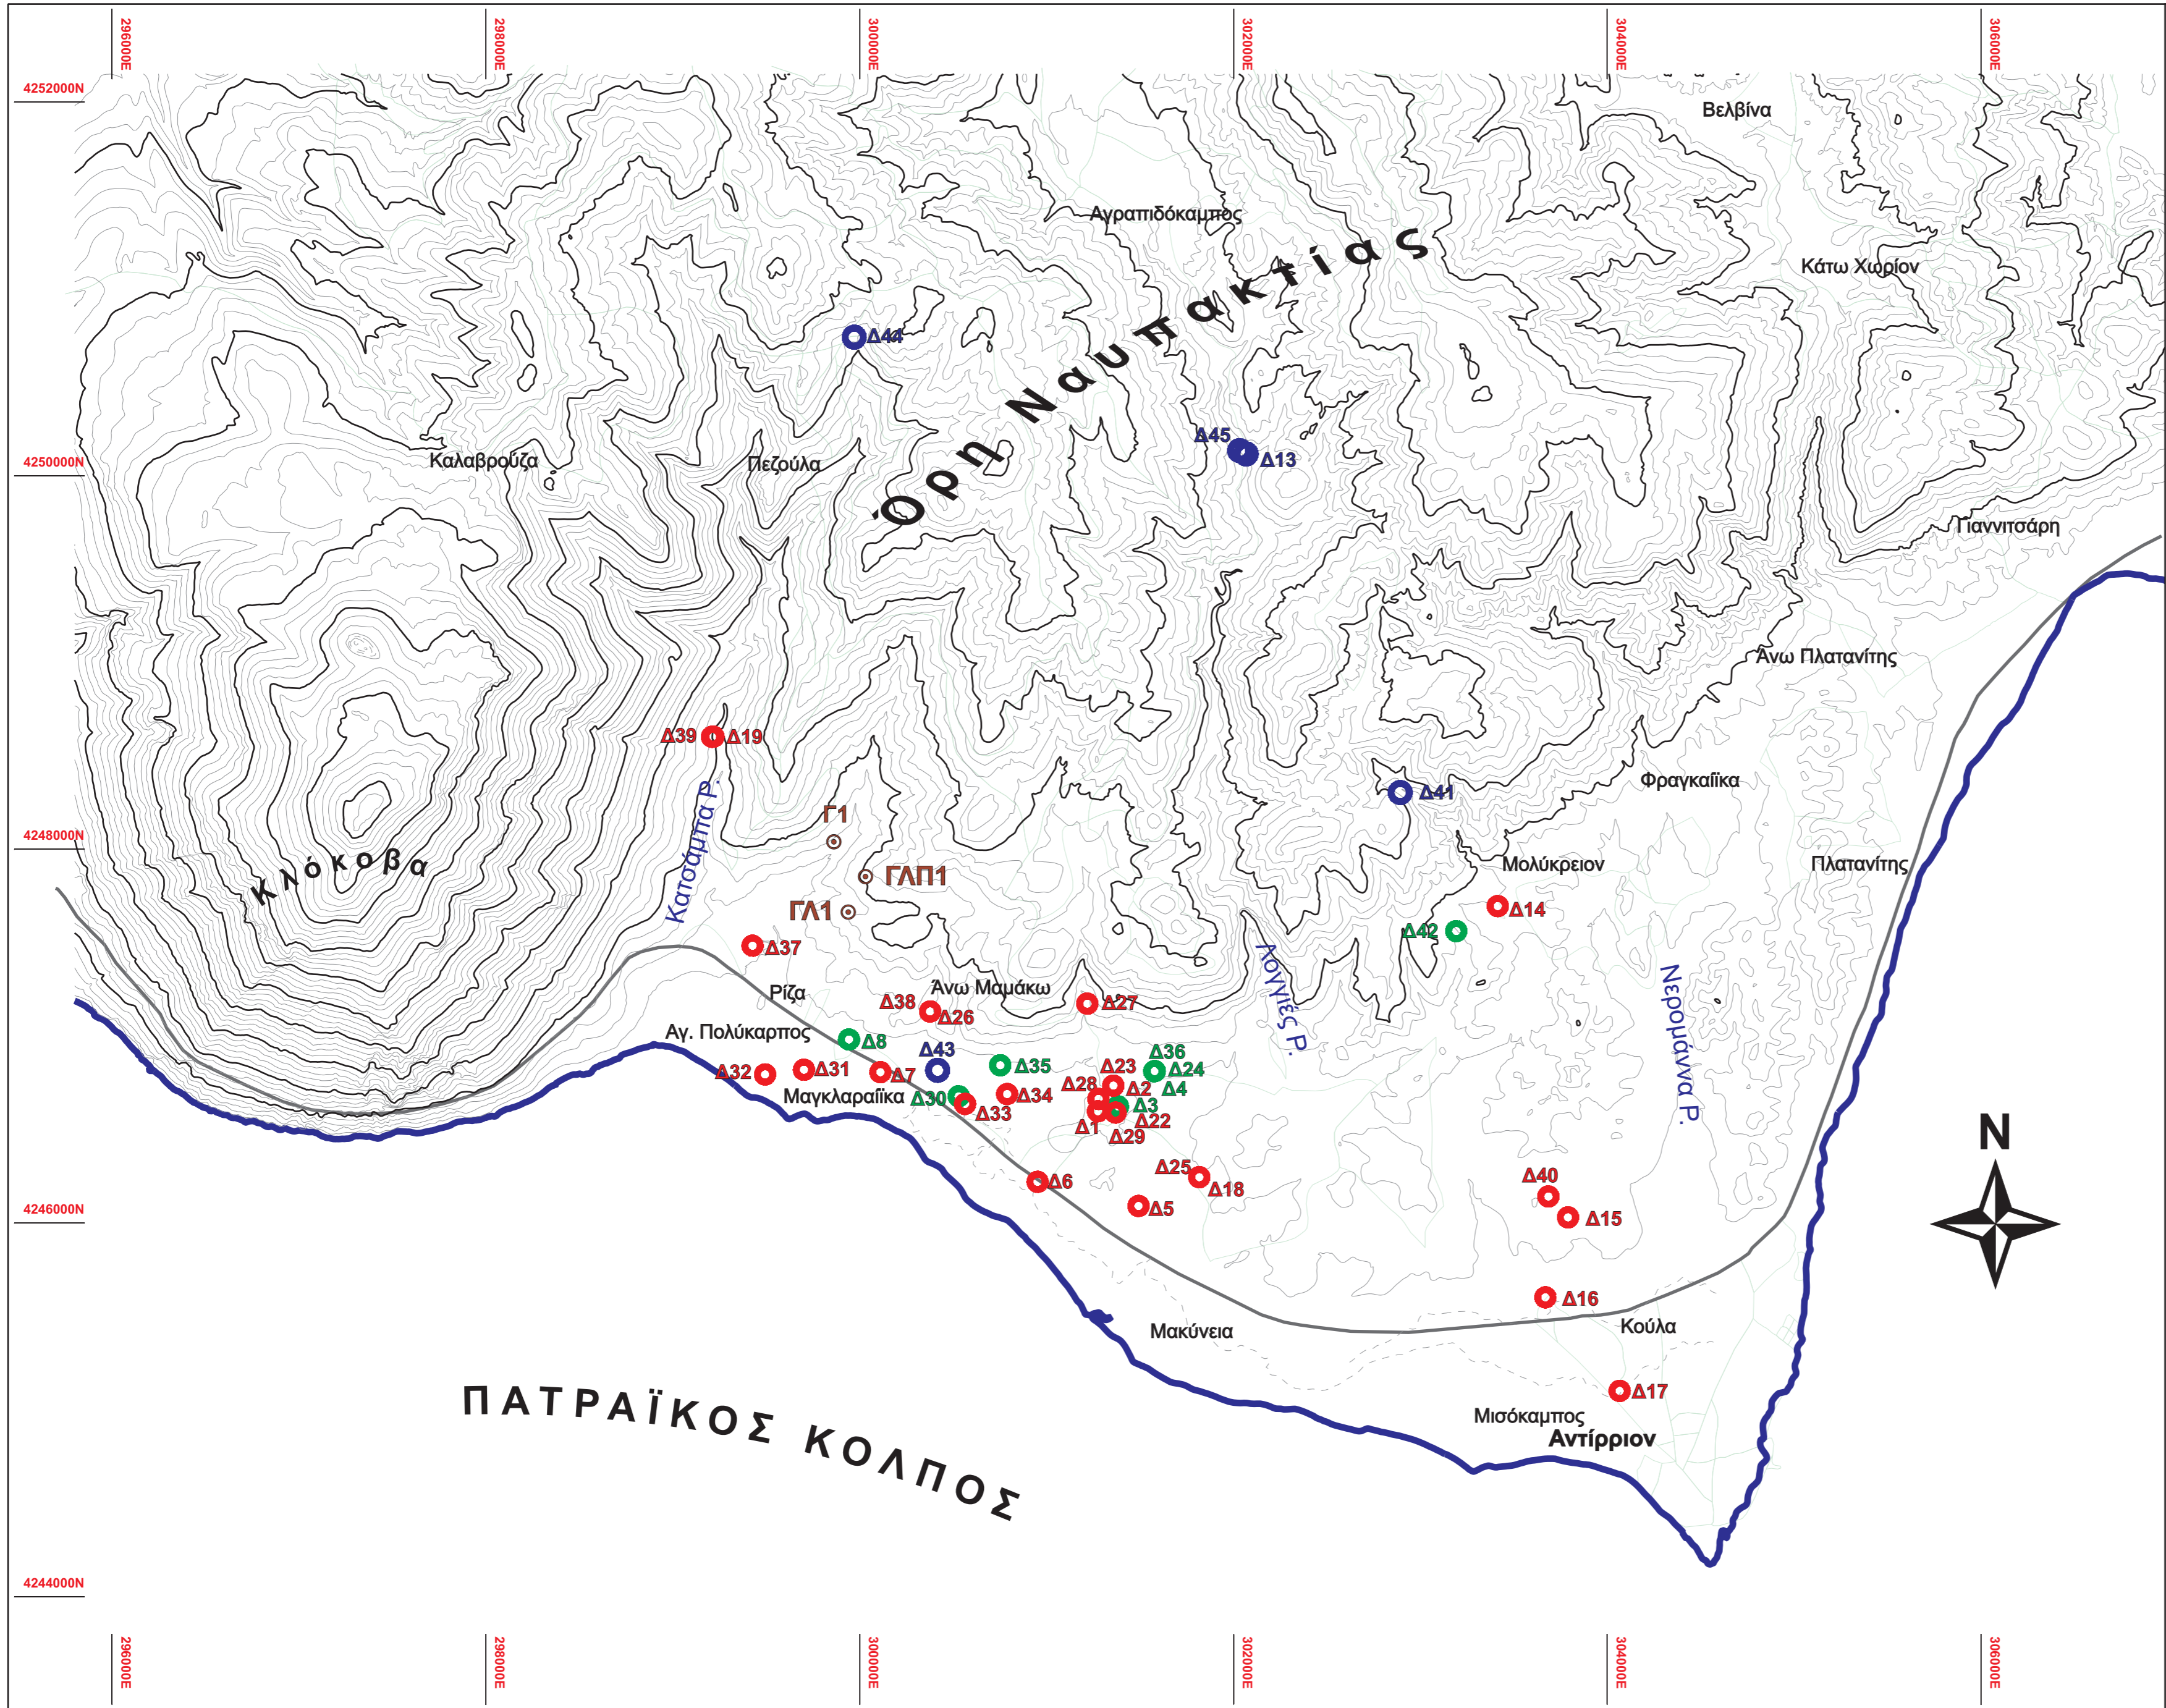 296000E
298000E
300000E
302000E
304000E
306000E
4252000N
Βελβίνα
Αγραπιδόκαμπος
Κάτω Χωρίον
Δ44
Όρη Ναυπακτίας
Δ45
Δ13
4250000N
Καλαβρούζα
Πεζούλα
Γιαννιτσάρη
Άνω Πλατανίτης
Δ39
Δ19
Φραγκαίικα
Δ41
Κατσάμπα Ρ.
Γ1
4248000N
Κλόκοβα
ΓΛΠ1
Μολύκρειον
Πλατανίτης
ΓΛ1
Δ14
Δ42
Δ37
Λογγιές Ρ.
Νερομάννα Ρ.
Ρίζα
Άνω Μαμάκω
Δ38
Δ26
Δ27
Αγ. Πολύκαρπος
Δ8
Δ43
Δ35
Δ36
Δ23
Δ24
Δ32
Δ31
Δ7
Δ28
Δ2
Δ4
Μαγκλαραίικα
Δ30
Δ34
Δ33
Δ3
Δ1
Δ22
Δ29
Δ25
Δ18
Δ6
Δ5
Δ40
Δ15
N
4246000N
Δ16
Μακύνεια
Κούλα
Δ17
ΠΑΤΡΑΪΚΟΣ ΚΟΛΠΟΣ
Μισόκαμπος
Αντίρριον
4244000N
296000E
298000E
300000E
302000E
304000E
306000E